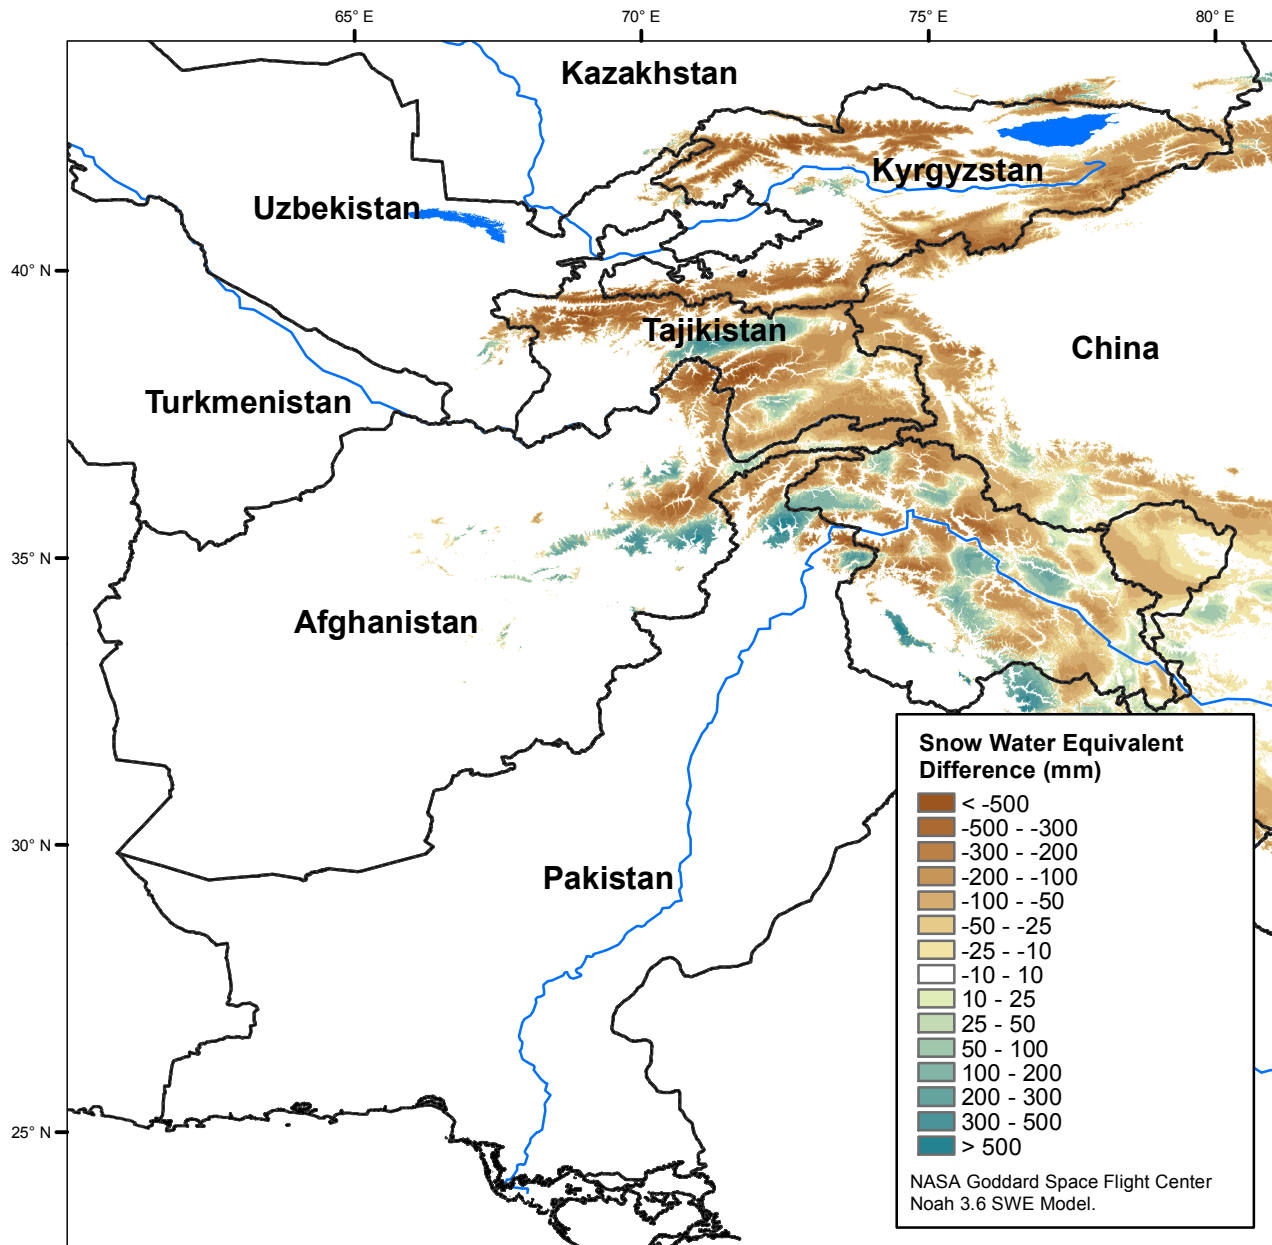 65° E
70° E
75° E
80° E
Kazakhstan
Kyrgyzstan
Uzbekistan
40° N
Tajikistan
China
Turkmenistan
35° N
Afghanistan
Snow Water Equivalent
Difference (mm)
< -500
-500 - -300
-300 - -200
-200 - -100
-100 - -50
-50 - -25
-25 - -10
-10 - 10
10 - 25
25 - 50
50 - 100
100 - 200
200 - 300
300 - 500
> 500
NASA Goddard Space Flight Center
Noah 3.6 SWE Model.
30° N
Pakistan
25° N